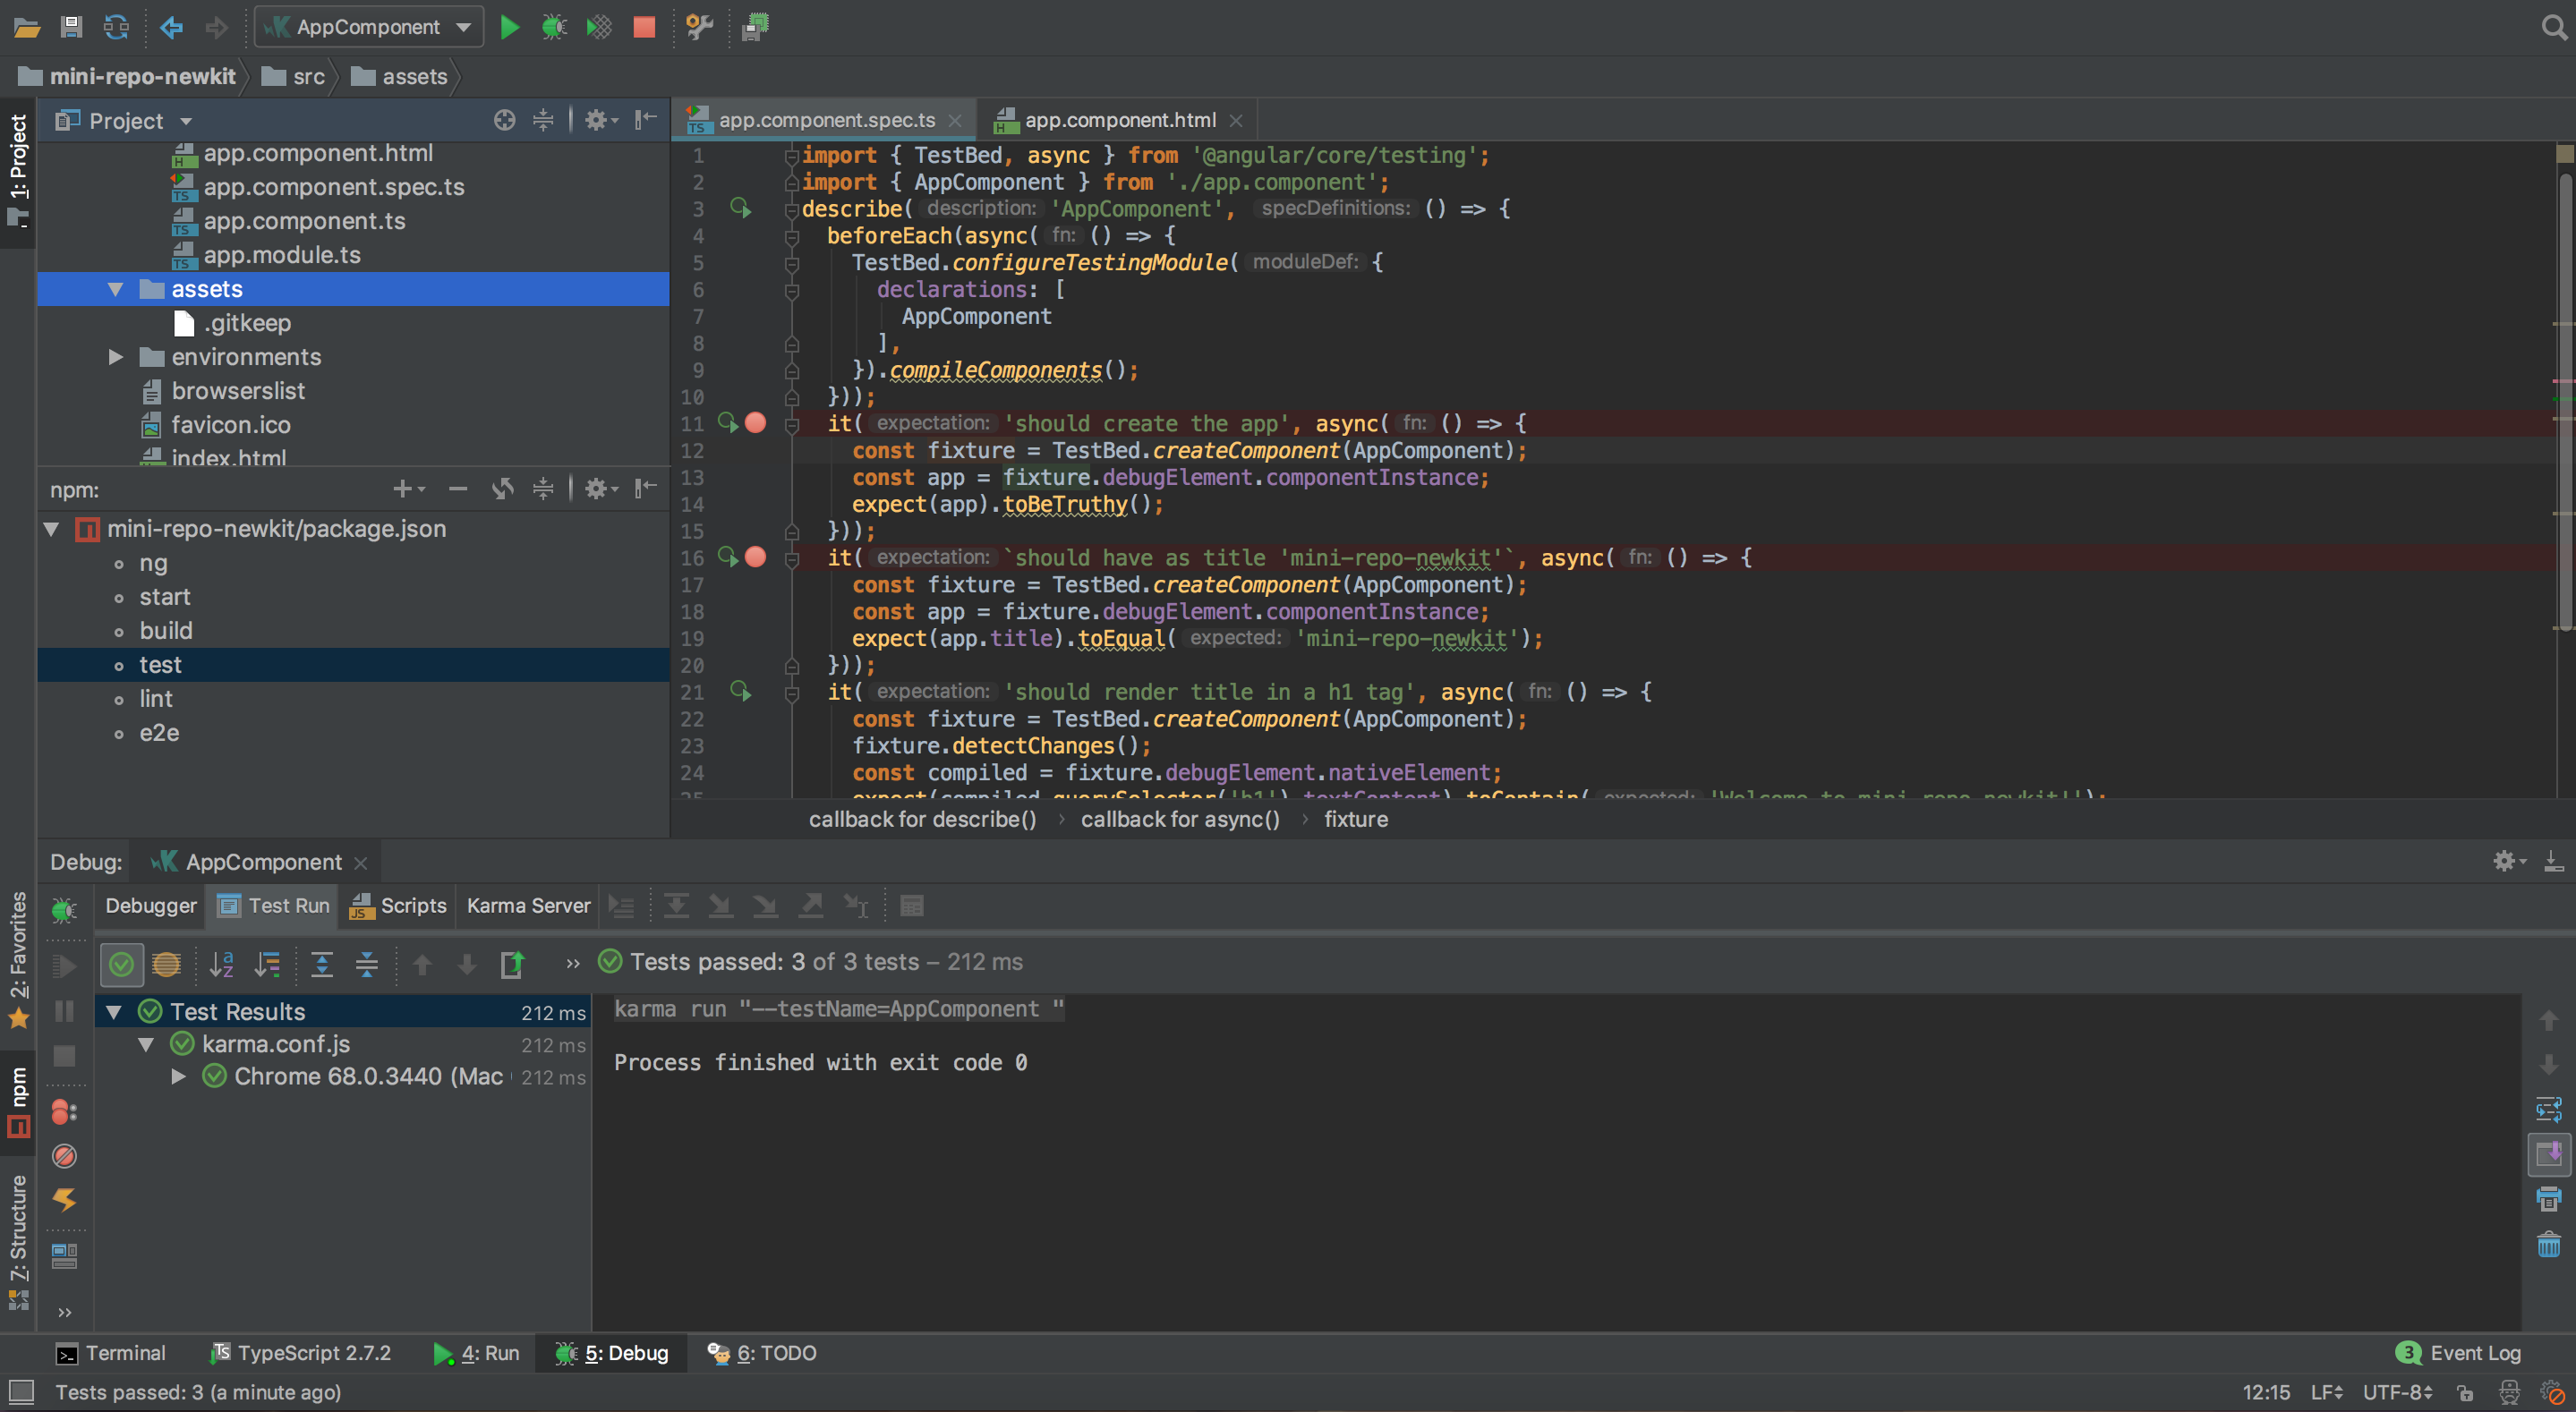 AppComponent
mini-repo-newkit src assets
1: Project
Project
app.component.html
app.component.spec.ts
app.component.ts
app.module.ts
assets
.gitkeep
environments
browserslist
favicon.ico
index.html
npm:
mini-repo-newkit/package.json
ng
start
build
test
lint
e2e
app.component.spec.ts app.component.html
1 import { TestBed, async } from '@angular/core/testing';
2 import { AppComponent } from './app.component';
3 describe( description: 'AppComponent', specDefinitions: () => {
4 beforeEach(async( fn: () => {
5 TestBed.configureTestingModule( moduleDef: {
6 declarations: [
7 AppComponent
8 ],
9 }).compileComponents();
10 }));
11 it( expectation: 'should create the app', async( fn: () => {
12 const fixture = TestBed.createComponent(AppComponent);
13 const app = fixture.debugElement.componentInstance;
14 expect(app).toBeTruthy();
15 }));
16 it( expectation: `should have as title 'mini-repo-newkit'`, async( fn: () => {
17 const fixture = TestBed.createComponent(AppComponent);
18 const app = fixture.debugElement.componentInstance;
19 expect(app.title).toEqual( expected: 'mini-repo-newkit');
20 }));
21 it( expectation: 'should render title in a h1 tag', async( fn: () => {
22 const fixture = TestBed.createComponent(AppComponent);
23 fixture.detectChanges();
24 const compiled = fixture.debugElement.nativeElement;
25 expect(compiled.querySelector('h1').textContent).toContain( expected: 'Welcome to mini-repo-newkit!');
callback for describe() › callback for async() › fixture
Debug: AppComponent
Debugger Test Run Scripts Karma Server
» Tests passed: 3 of 3 tests – 212 ms
Test Results 212 ms
karma.conf.js 212 ms
Chrome 68.0.3440 (Mac 212 ms
karma run "--testName=AppComponent "
Process finished with exit code 0
2: Favorites
npm
Z: Structure
»
Terminal TypeScript 2.7.2 4: Run 5: Debug 6: TODO 3 Event Log
Tests passed: 3 (a minute ago) 12:15 LF UTF-8